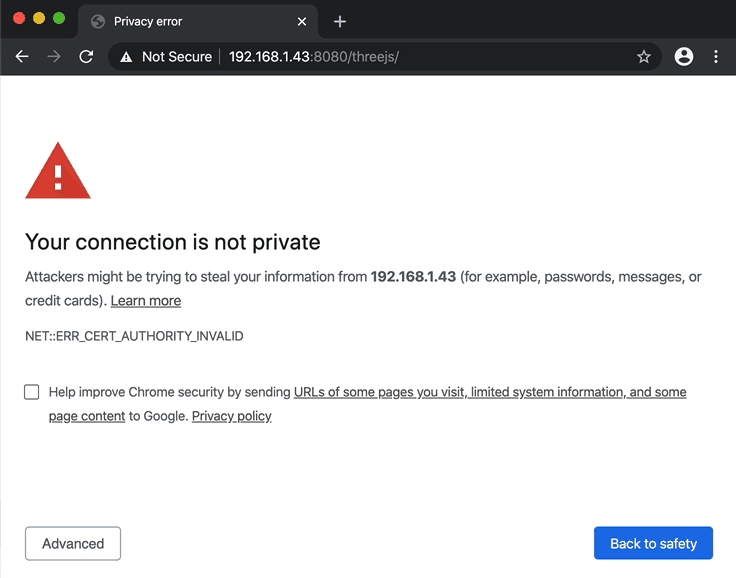 Privacy error
Not Secure 192.168.1.43:8080/threejs/
Your connection is not private
Attackers might be trying to steal your information from 192.168.1.43 (for example, passwords, messages, or
credit cards). Learn more
NET::ERR_CERT_AUTHORITY_INVALID
Help improve Chrome security by sending URLs of some pages you visit, limited system information, and some
page content to Google. Privacy policy
Advanced
Back to safety